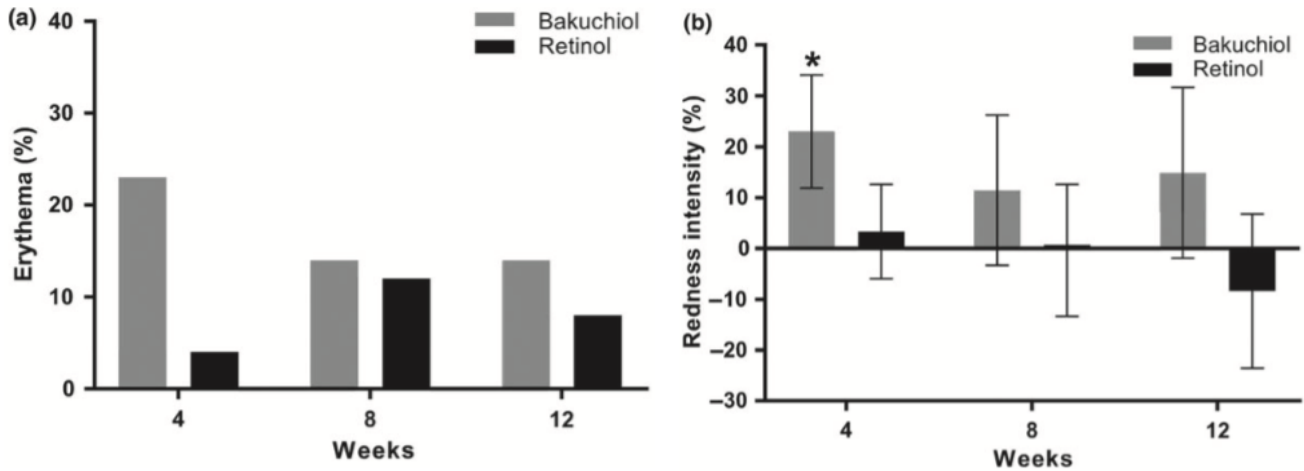 (a)
40
30
20
10
0
Erythema (%)
Bakuchiol
Retinol
4
8
12
Weeks
(b)
40
30
20
10
0
–10
–20
–30
Redness intensity (%)
*
Bakuchiol
Retinol
4
8
12
Weeks